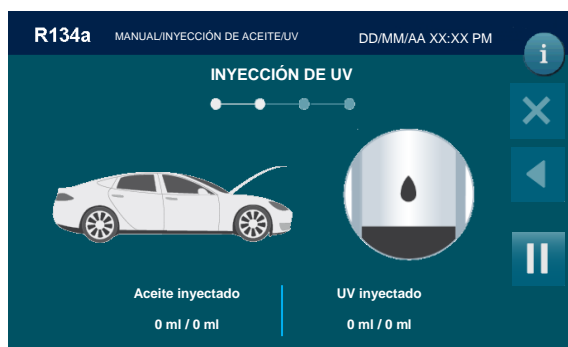 R134a MANUAL/INYECCIÓN DE ACEITE/UV DD/MM/AA XX:XX PM
i
INYECCIÓN DE UV
Aceite inyectado UV inyectado
0 ml / 0 ml 0 ml / 0 ml